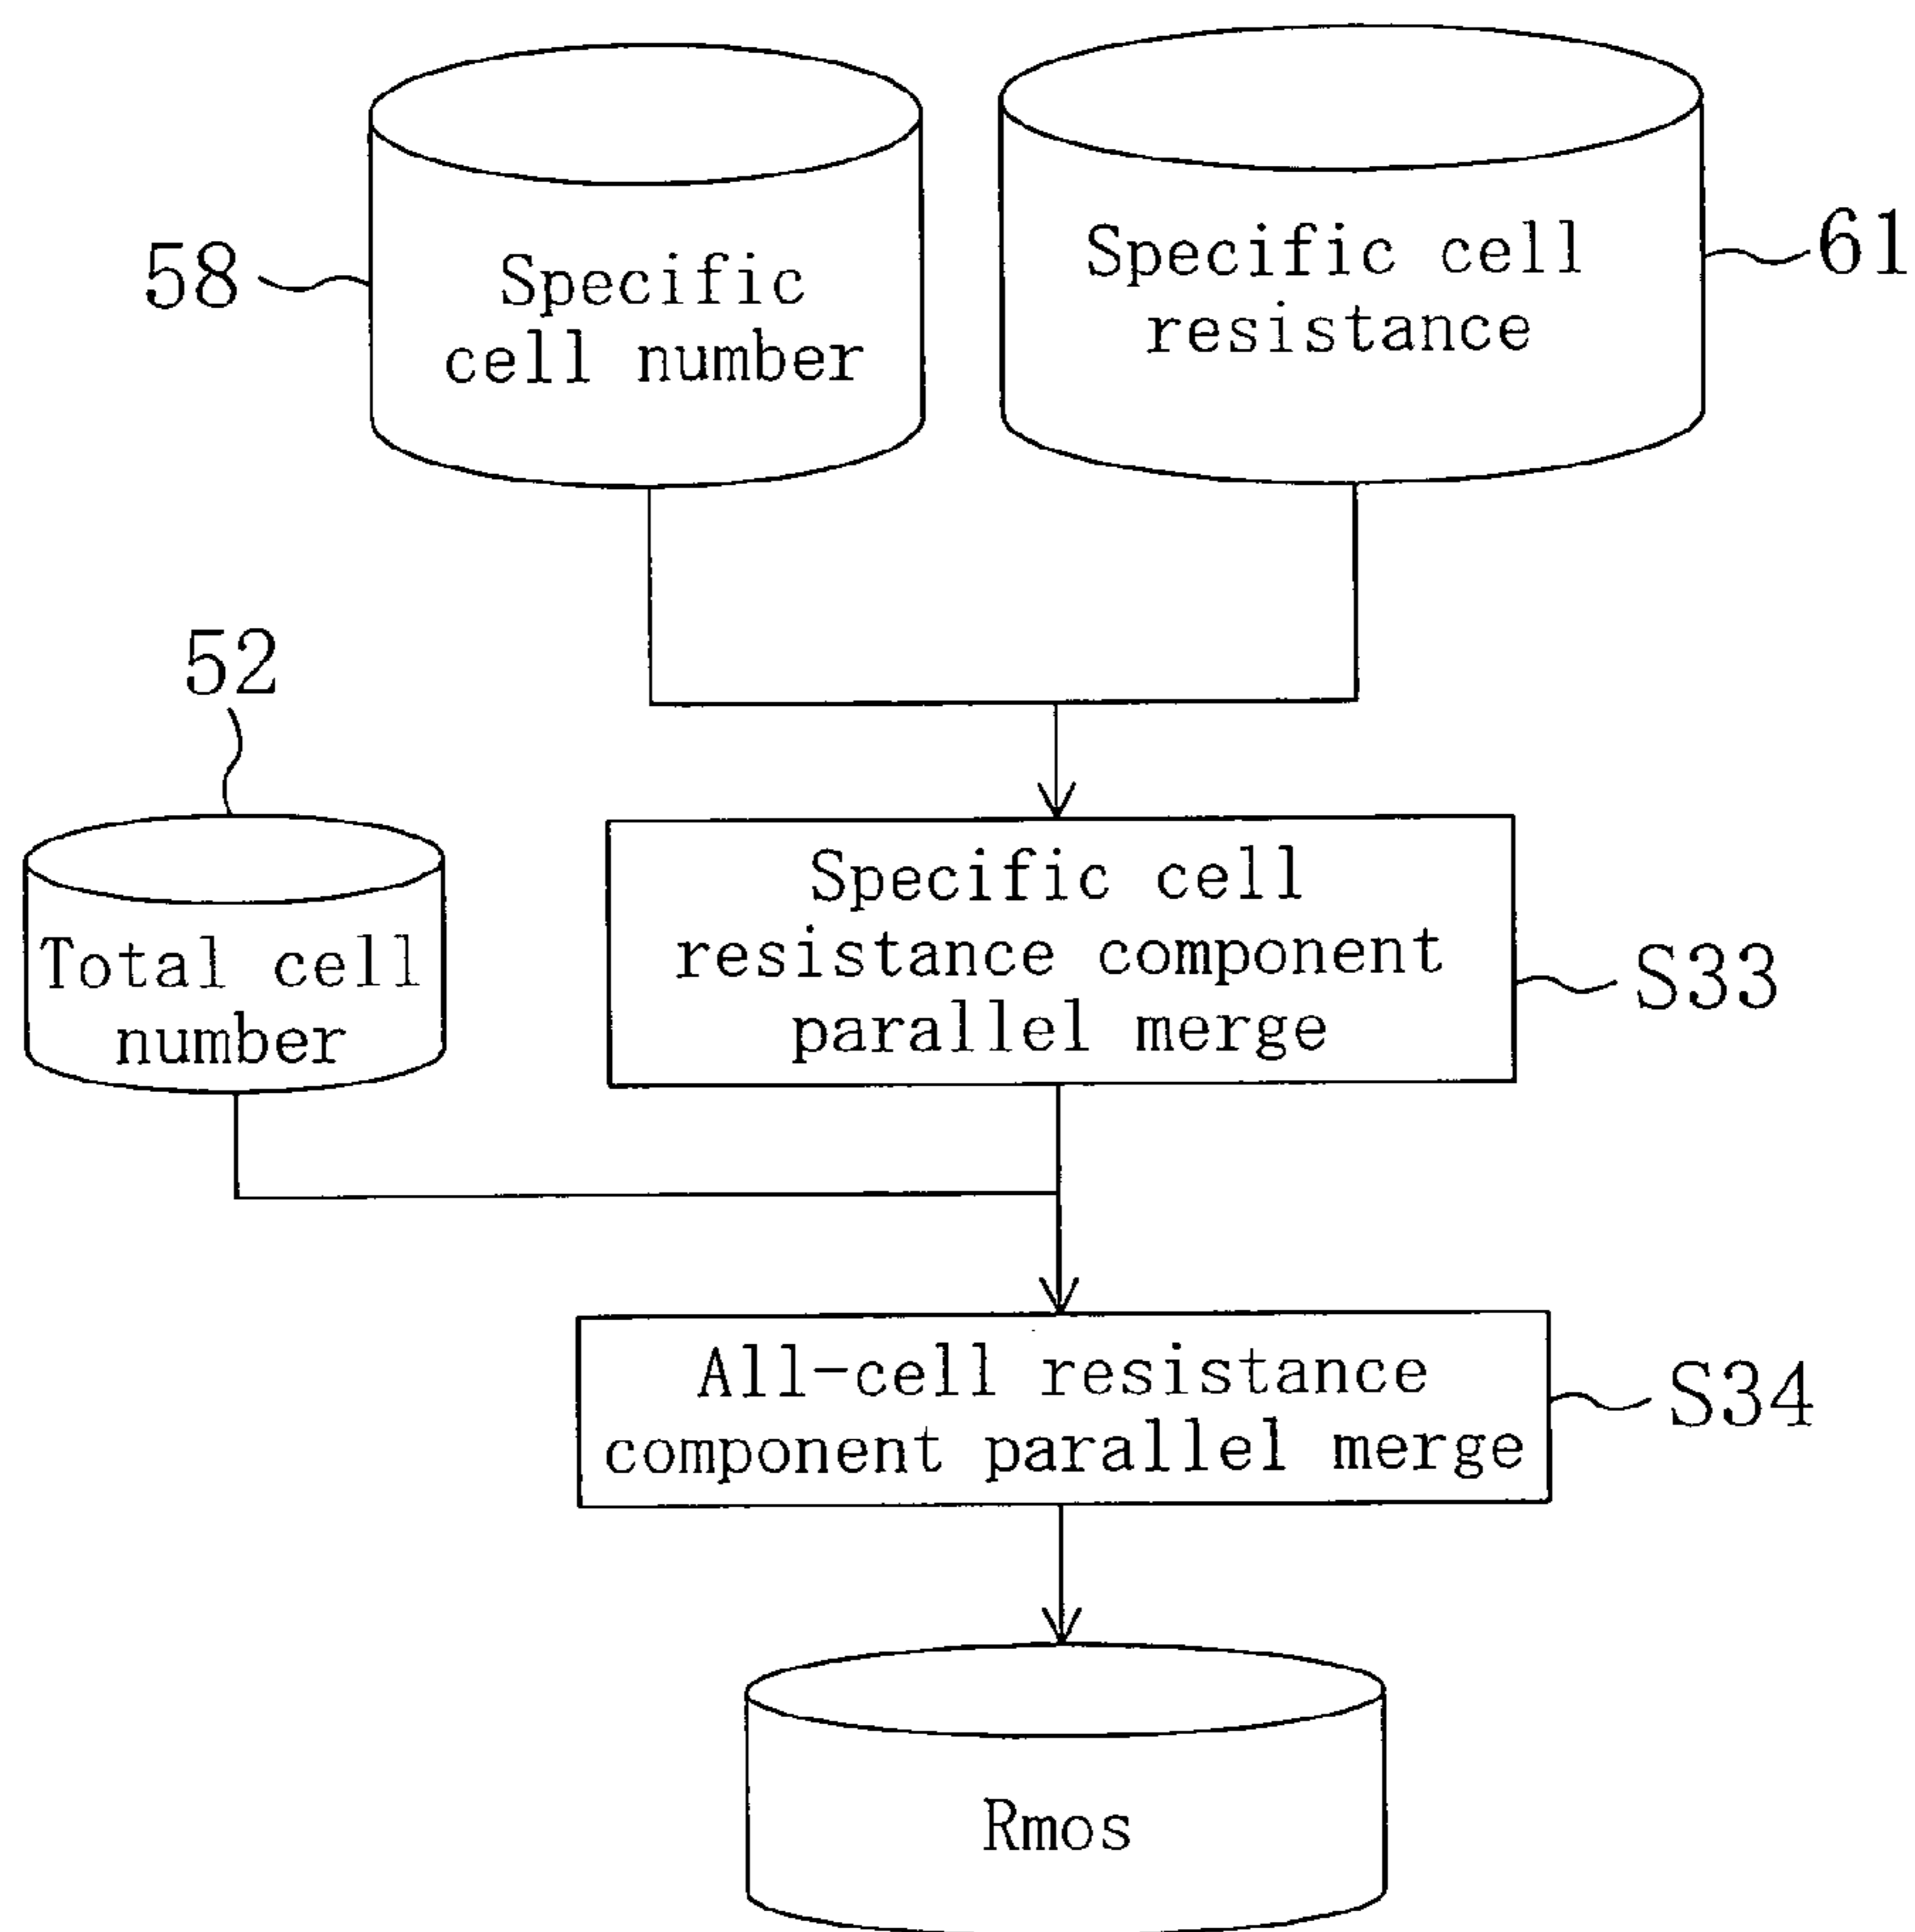 58
Specific
cell number
Specific cell
resistance
61
52
Total cell
number
Specific cell
resistance component
parallel merge
S33
All-cell resistance
component parallel merge
S34
Rmos